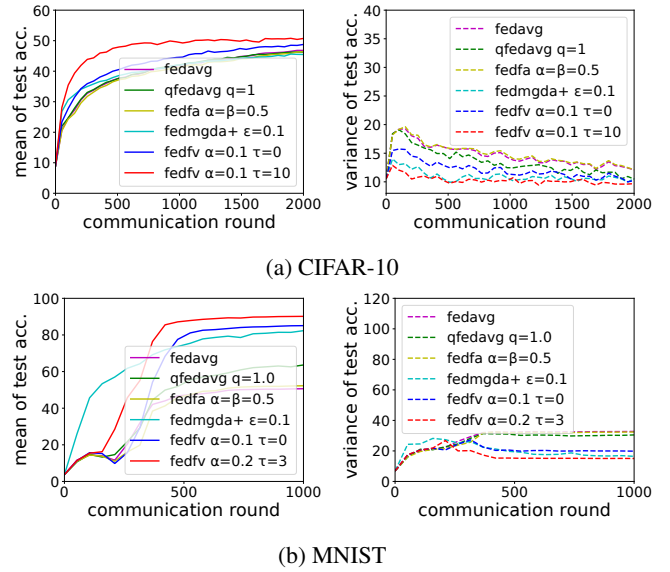 60
50
40
30
20
10
0
mean of test acc.
fedavg
qfedavg q=1
fedfa α=β=0.5
fedmgda+ ε=0.1
fedfv α=0.1 τ=0
fedfv α=0.1 τ=10
0 500 1000 1500 2000
communication round
40
35
30
25
20
15
10
variance of test acc.
fedavg
qfedavg q=1
fedfa α=β=0.5
fedmgda+ ε=0.1
fedfv α=0.1 τ=0
fedfv α=0.1 τ=10
0 500 1000 1500 2000
communication round
(a) CIFAR-10
100
80
60
40
20
0
mean of test acc.
fedavg
qfedavg q=1.0
fedfa α=β=0.5
fedmgda+ ε=0.1
fedfv α=0.1 τ=0
fedfv α=0.2 τ=3
0 500 1000
communication round
120
100
80
60
40
20
0
variance of test acc.
fedavg
qfedavg q=1.0
fedfa α=β=0.5
fedmgda+ ε=0.1
fedfv α=0.1 τ=0
fedfv α=0.2 τ=3
0 500 1000
communication round
(b) MNIST